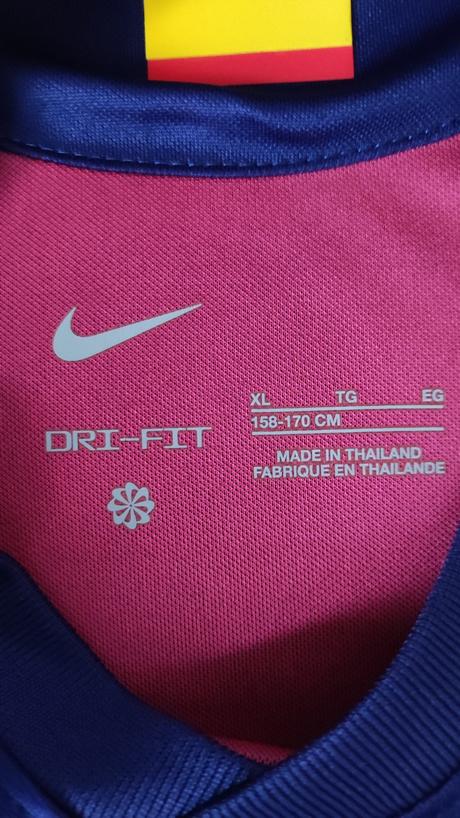 XL TG EG
158-170 CM
DRI-FIT
MADE IN THAILAND
FABRIQUE EN THAILANDE